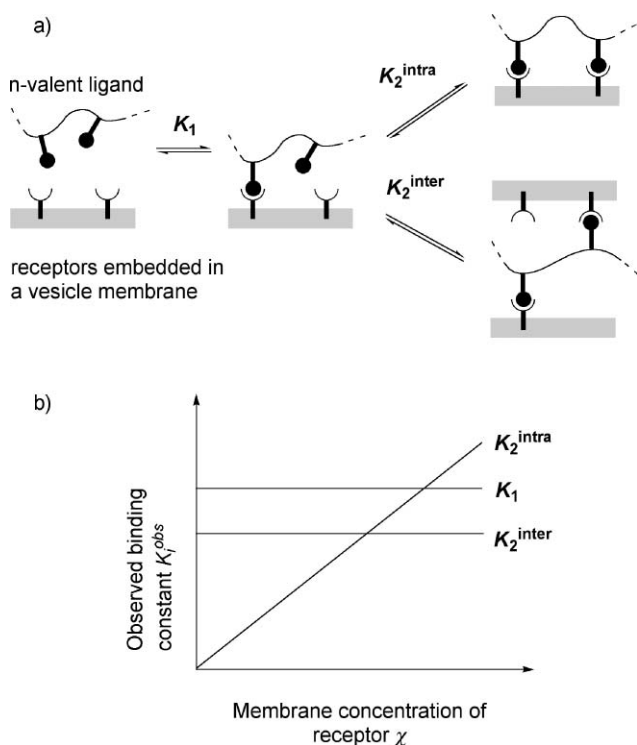 a)
n-valent ligand
K₁
K₂ⁱⁿᵗʳᵃ
K₂ⁱⁿᵗᵉʳ
receptors embedded in
a vesicle membrane
b)
Observed binding
constant Kᵢᵒᵇˢ
K₂ⁱⁿᵗʳᵃ
K₁
K₂ⁱⁿᵗᵉʳ
Membrane concentration of
receptor χ